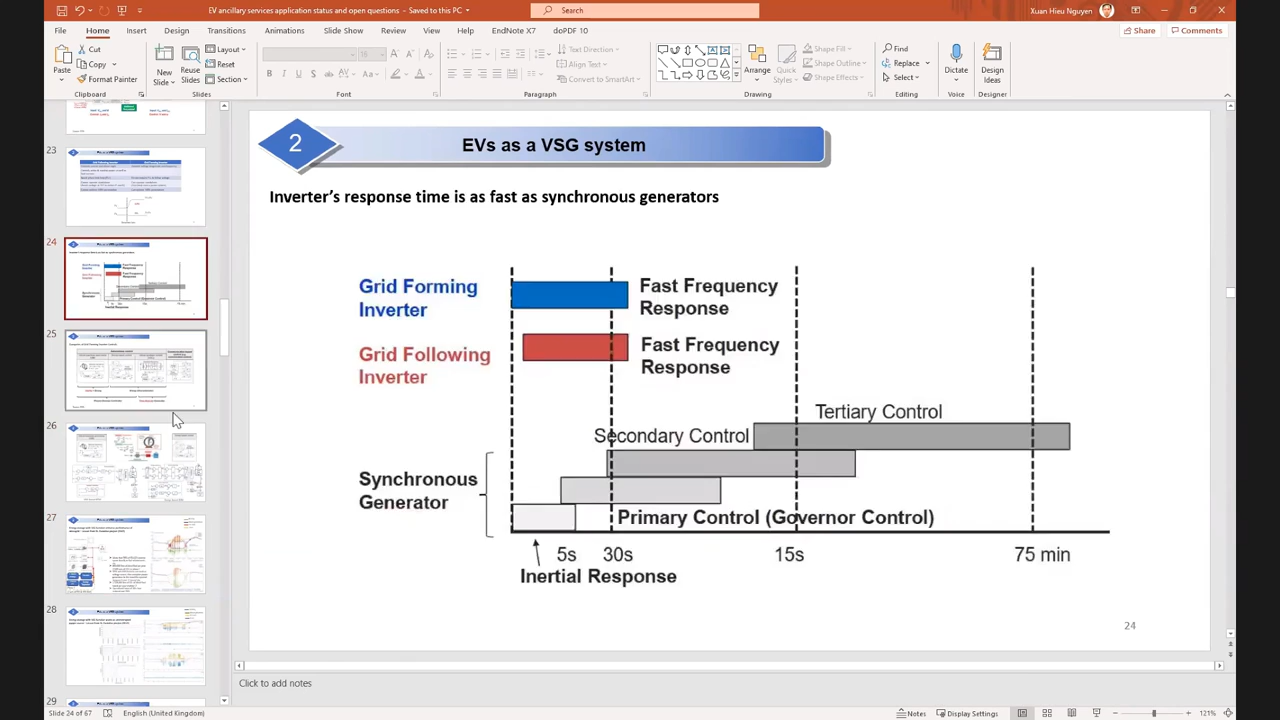 EV ancillary services application status and open questions - Saved to this PC
Search
Xuan Hieu Nguyen
File Home Insert Design Transitions Animations Slide Show Review View Help EndNote X7 doPDF 10
Share Comments
Paste
Cut
Copy
Format Painter
Clipboard
New Slide
Reuse Slides
Layout
Reset
Section
Slides
16
Font
Paragraph
Text Direction
Align Text
Convert to SmartArt
Arrange
Quick Styles
Shape Fill
Shape Outline
Shape Effects
Drawing
Find
Replace
Select
Editing
Dictate
Voice
Design Ideas
Designer
23
24
25
26
27
28
29
2
EVs as a VSG system
Inverter's response time is as fast as synchronous generators
Grid Forming
Inverter
Fast Frequency
Response
Grid Following
Inverter
Fast Frequency
Response
Tertiary Control
Secondary Control
Synchronous
Generator
Primary Control (Governor Control)
5s 30s 15s 75 min
Inertial Response
24
Click to add notes
Slide 24 of 67 English (United Kingdom)
Notes Display Settings 121%